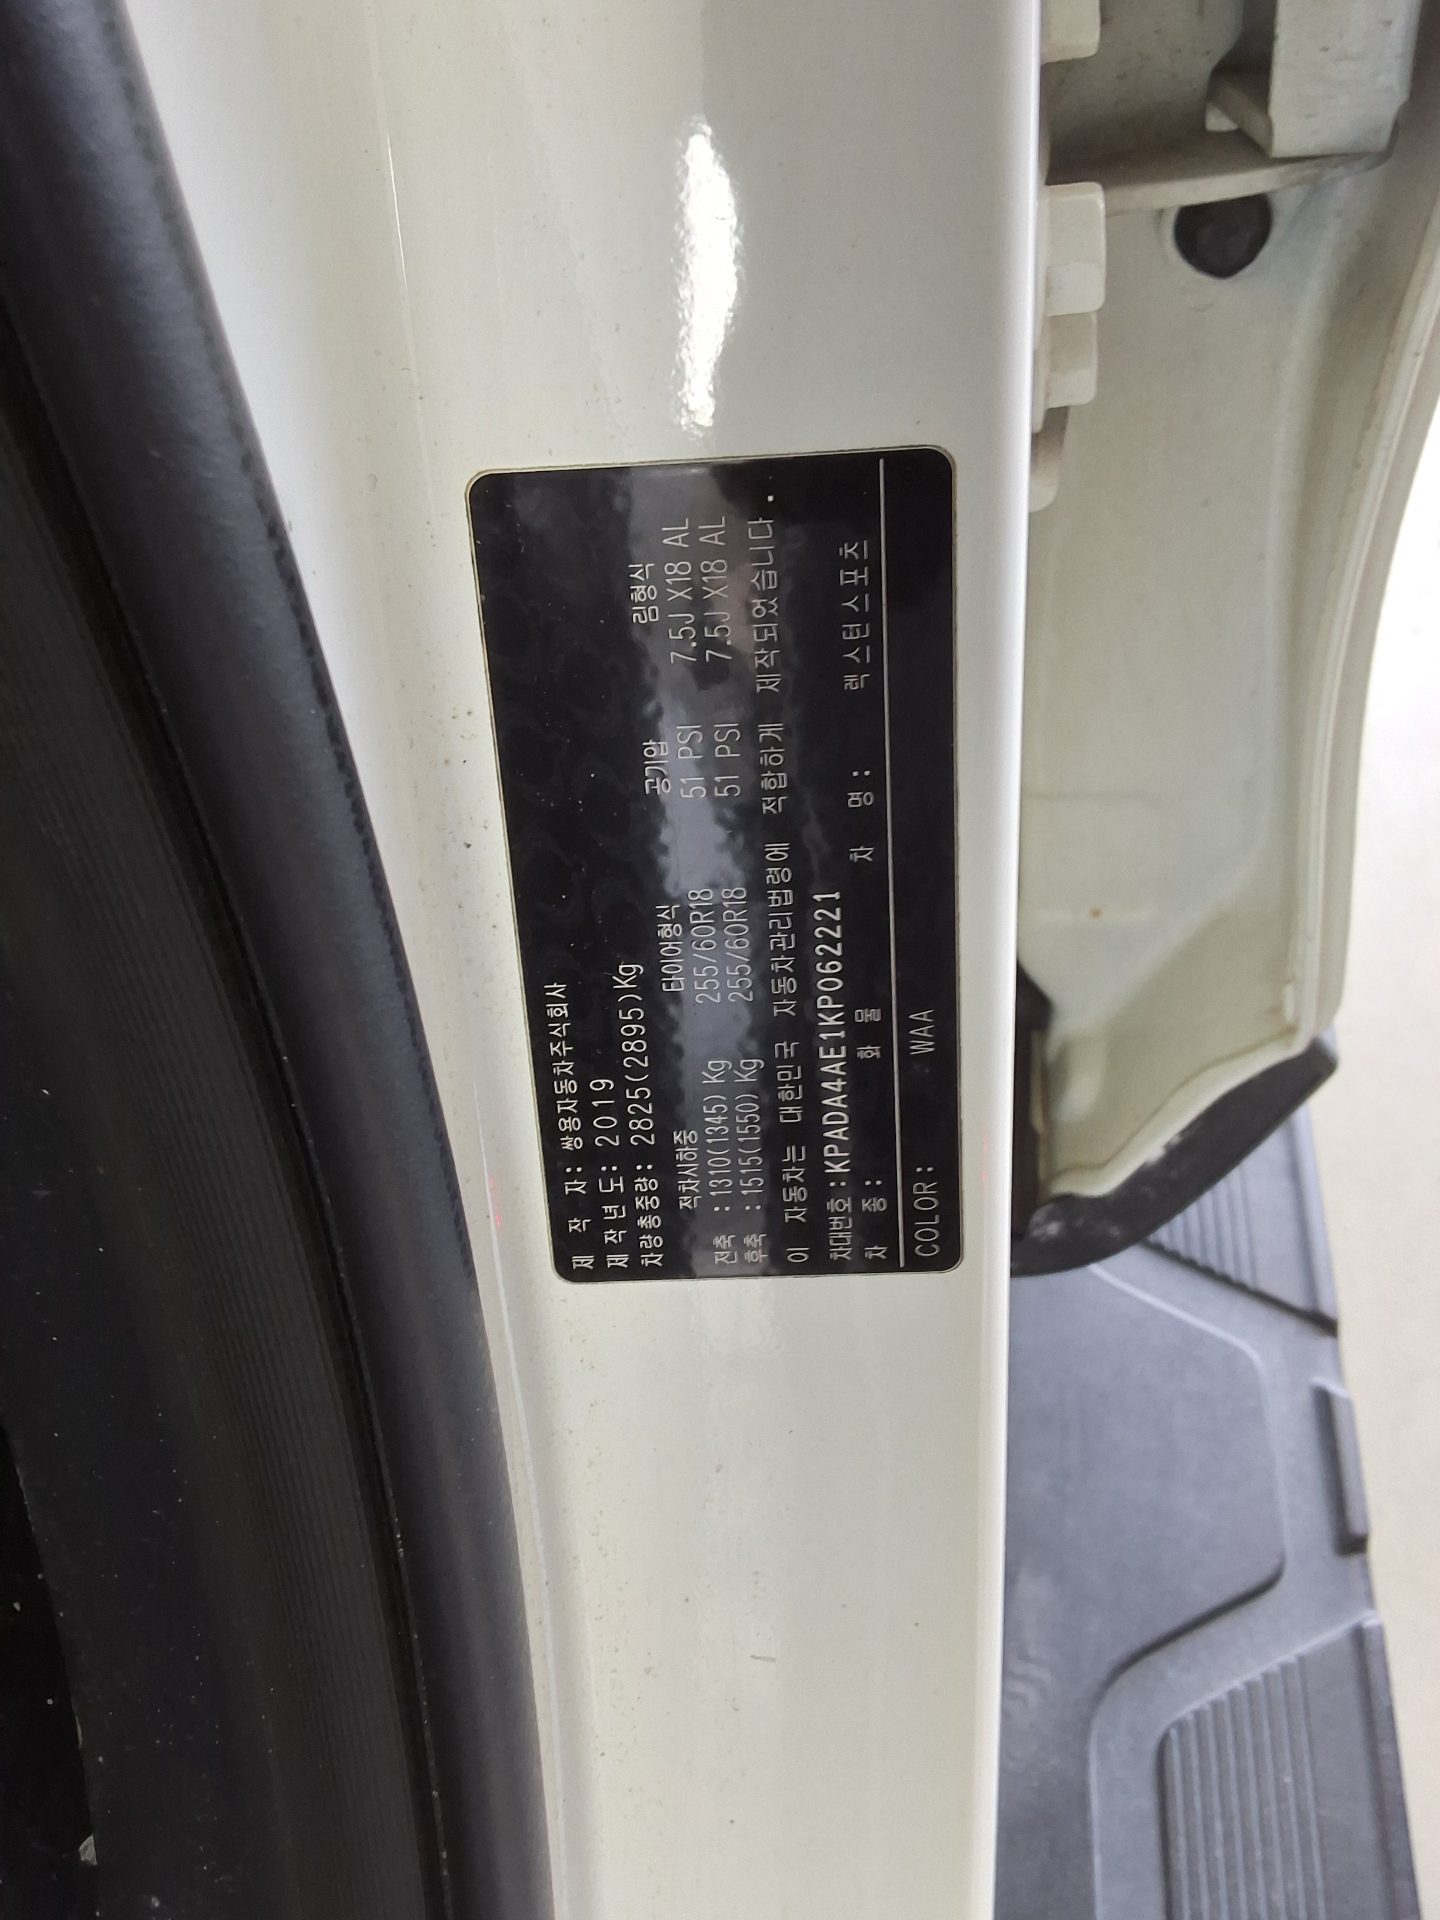 제 작 자: 쌍용자동차주식회사
제작년도: 2019
차량총중량: 2825(2895)Kg
적차시하중 타이어형식 공기압 림형식
전축 :1310(1345)Kg 255/60R18 51 PSI 7.5J X18 AL
후축 :1515(1550)Kg 255/60R18 51 PSI 7.5J X18 AL
이 자동차는 대한민국 자동차관리법령에 적합하게 제작되었습니다.
차대번호:KPADA4AE1KP062221
차 종: 화 물 차 명: 렉스턴스포츠
COLOR: WAA